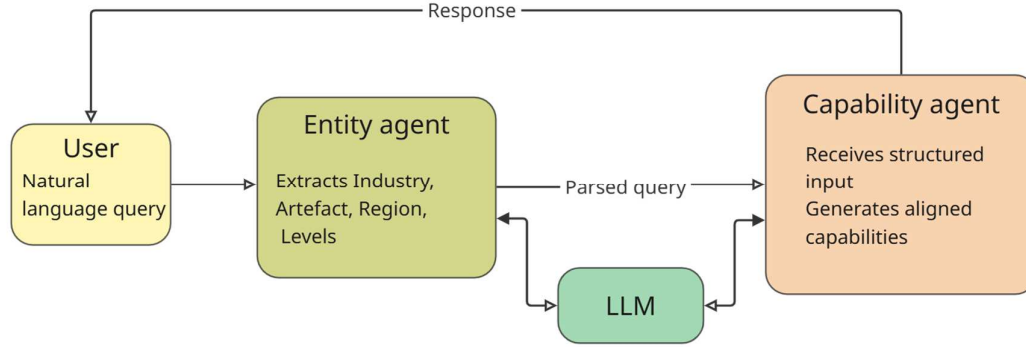 Response
User
Natural
language query
Entity agent
Extracts Industry,
Artefact, Region,
Levels
Parsed query
Capability agent
Receives structured
input
Generates aligned
capabilities
LLM